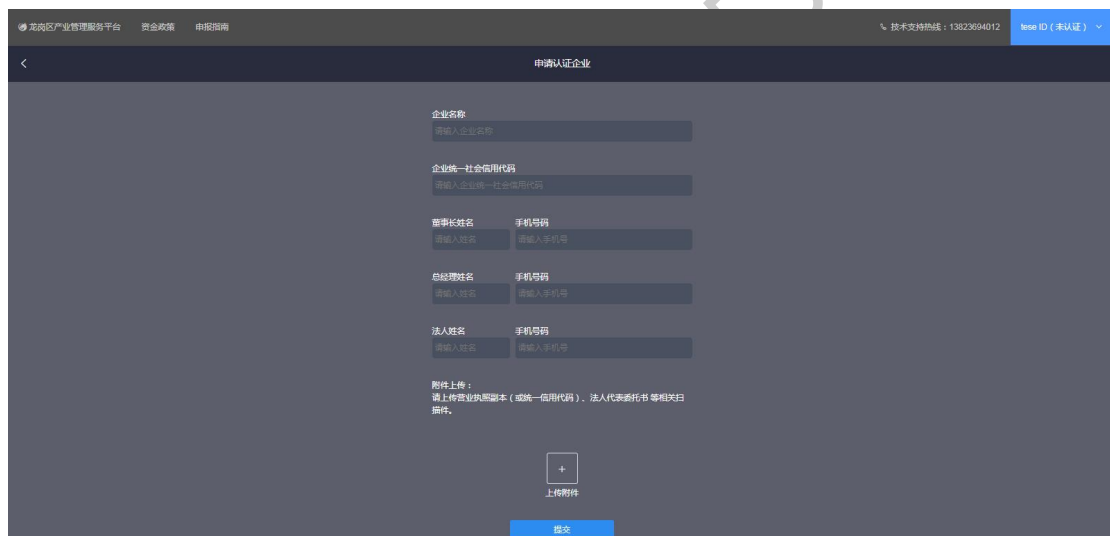 龙岗区产业管理服务平台 资金政策 申报指南 技术支持热线：13823694012 tese ID（未认证）
申请认证企业
企业名称
请输入企业名称
企业统一社会信用代码
请输入企业统一社会信用代码
董事长姓名 手机号码
请输入姓名 请输入手机号
总经理姓名 手机号码
请输入姓名 请输入手机号
法人姓名 手机号码
请输入姓名 请输入手机号
附件上传：
请上传营业执照副本（或统一信用代码）、法人代表委托书 等相关扫
描件。
+
上传附件
提交